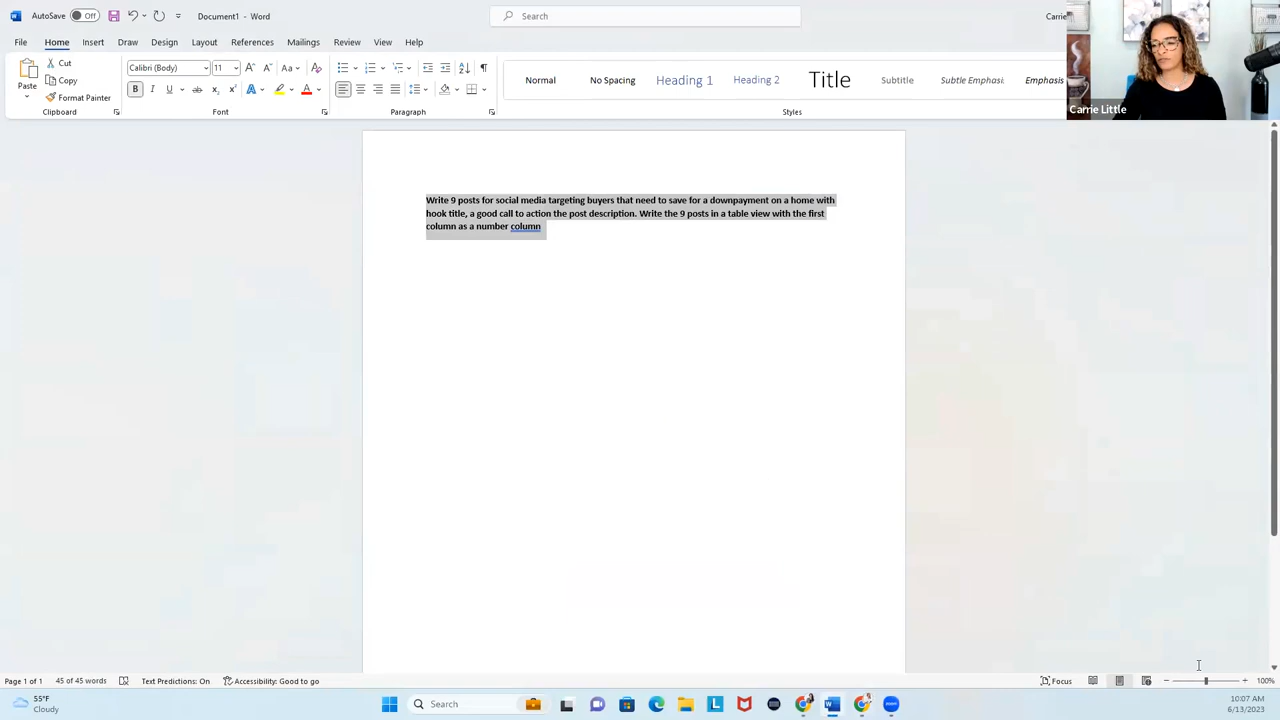 AutoSave Off Document1 - Word Search Carrie
File Home Insert Draw Design Layout References Mailings Review View Help
Cut
Copy
Paste
Format Painter
Clipboard
Calibri (Body) 11
Font
Paragraph
Normal No Spacing Heading 1 Heading 2 Title Subtitle Subtle Emphasi Emphasis
Styles
Carrie Little
Write 9 posts for social media targeting buyers that need to save for a downpayment on a home with
hook title, a good call to action the post description. Write the 9 posts in a table view with the first
column as a number column
Page 1 of 1 45 of 45 words Text Predictions: On Accessibility: Good to go Focus 100%
55°F
Cloudy
Search
10:07 AM
6/13/2023